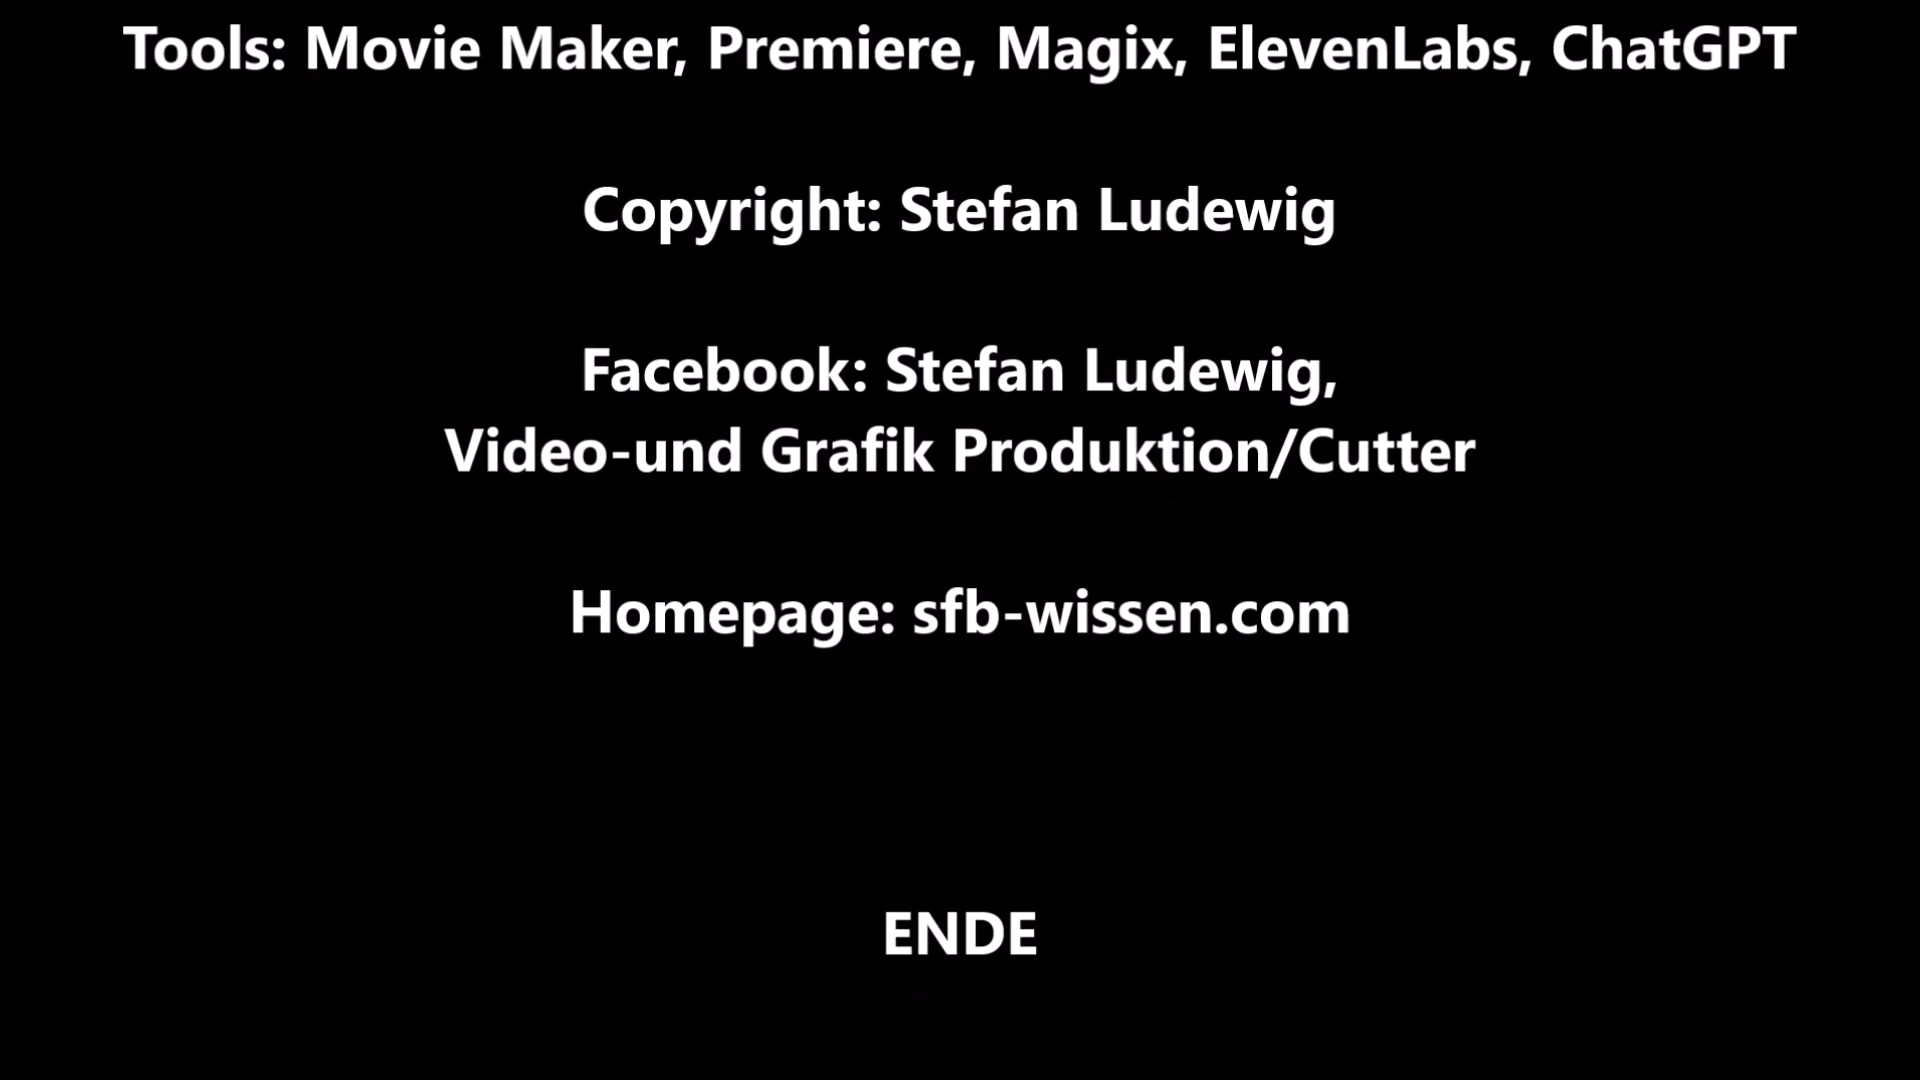 Tools: Movie Maker, Premiere, Magix, ElevenLabs, ChatGPT
Copyright: Stefan Ludewig
Facebook: Stefan Ludewig,
Video-und Grafik Produktion/Cutter
Homepage: sfb-wissen.com
ENDE